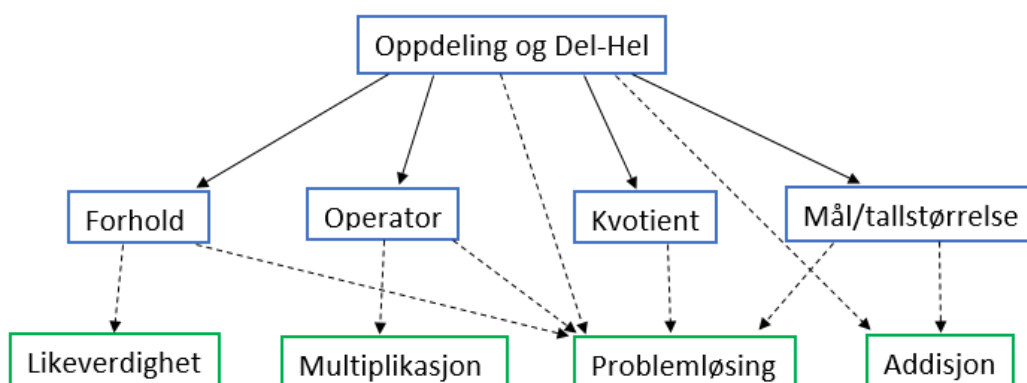 Oppdeling og Del-Hel
Forhold
Operator
Kvotient
Mål/tallstørrelse
Likeverdighet
Multiplikasjon
Problemløsing
Addisjon